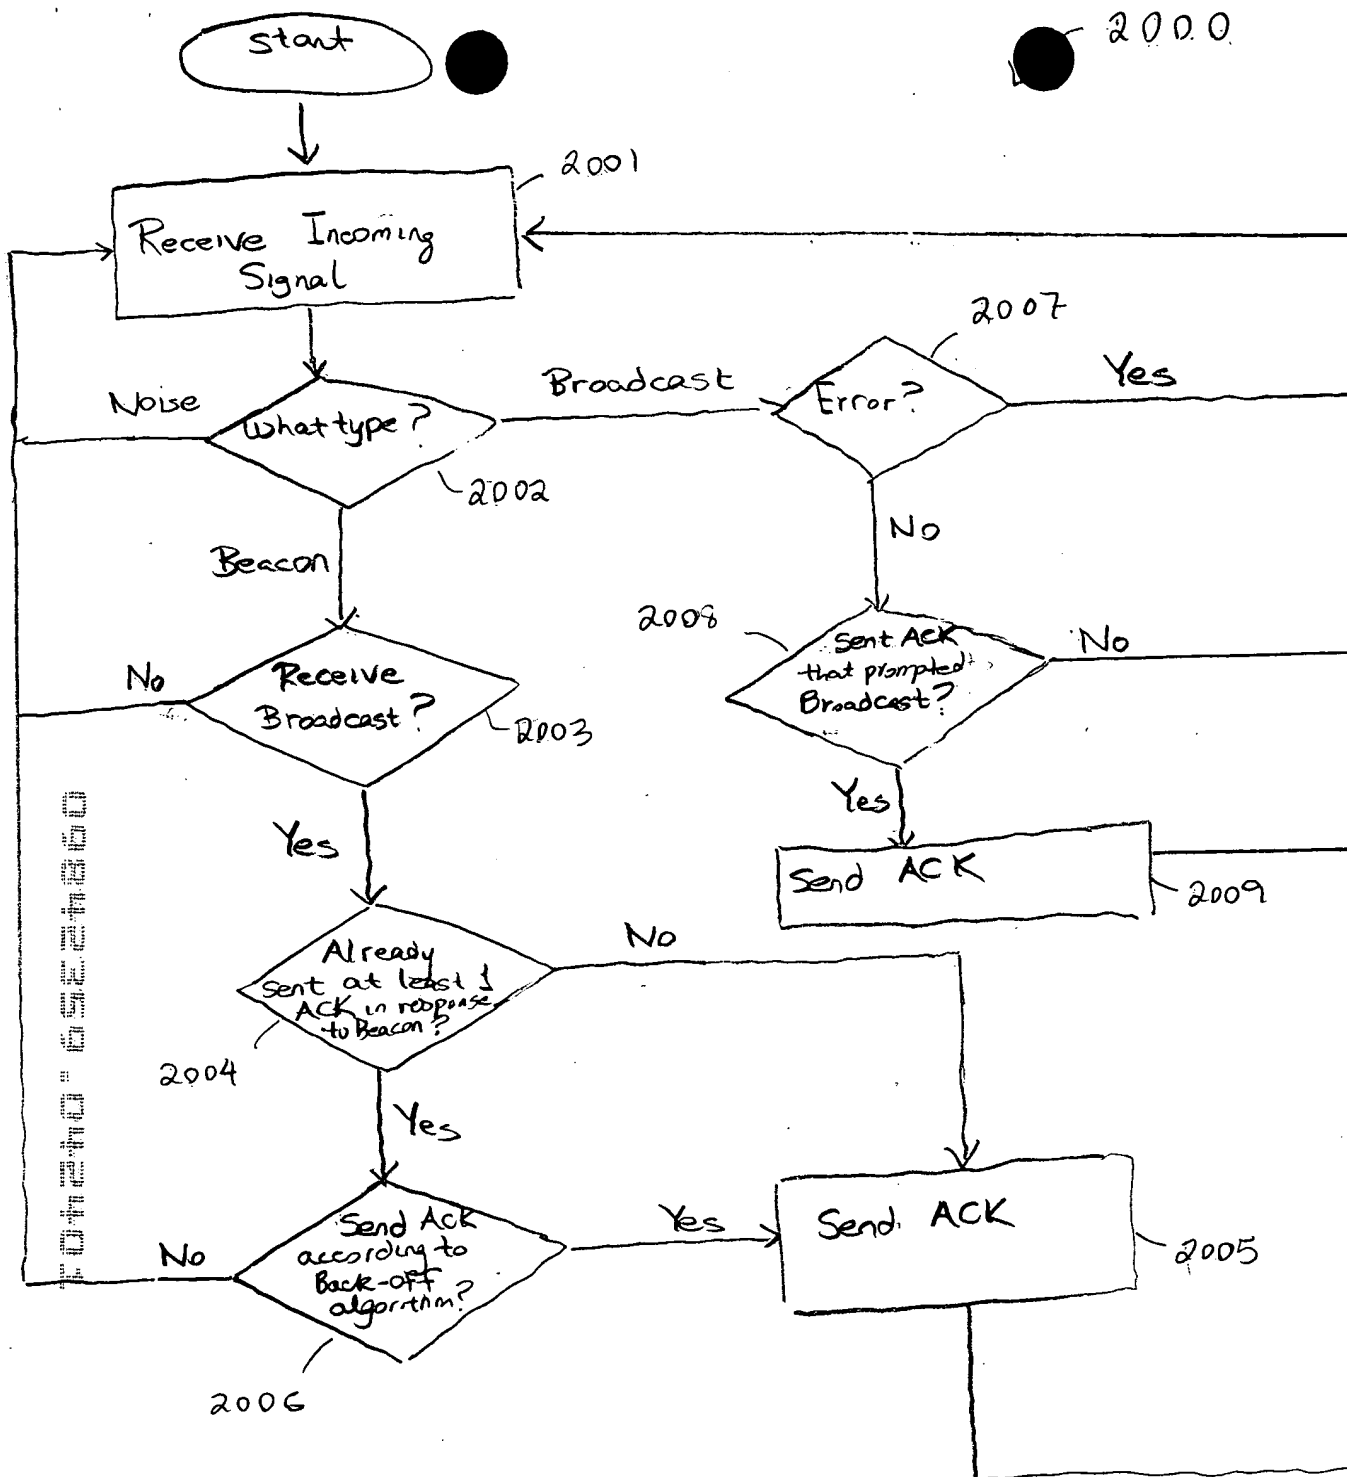 start
2000
2001
Receive Incoming
Signal
2007
Noise
What type?
Broadcast
Error?
Yes
2002
No
Beacon
2008
Sent ACK
that prompted
Broadcast?
No
No
Receive
Broadcast?
2003
Yes
Yes
Send ACK
2009
No
Already
sent at least 1
ACK in response
to Beacon?
2004
Yes
Send ACK
according to
Back-off
algorithm?
No
Yes
Send ACK
2005
2006